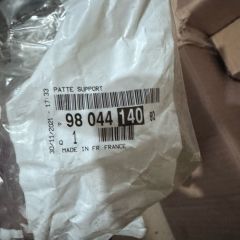 PATTE SUPPORT
P 98 044 140 80
Q 1
MADE IN FR FRANCE
30/11/2021 - 17:33